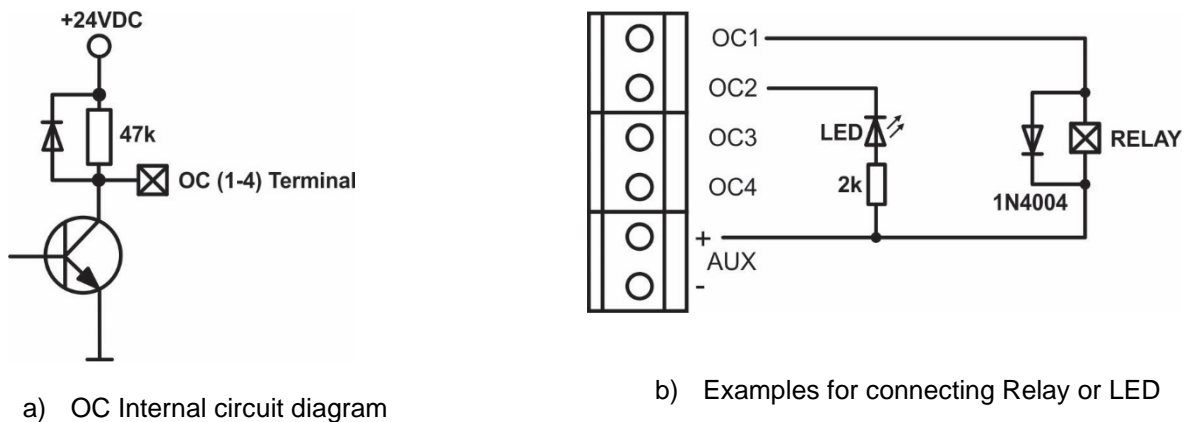 +24VDC
47k
OC (1-4) Terminal
a) OC Internal circuit diagram
OC1
OC2
OC3
OC4
+
AUX
-
LED
2k
1N4004
RELAY
b) Examples for connecting Relay or LED